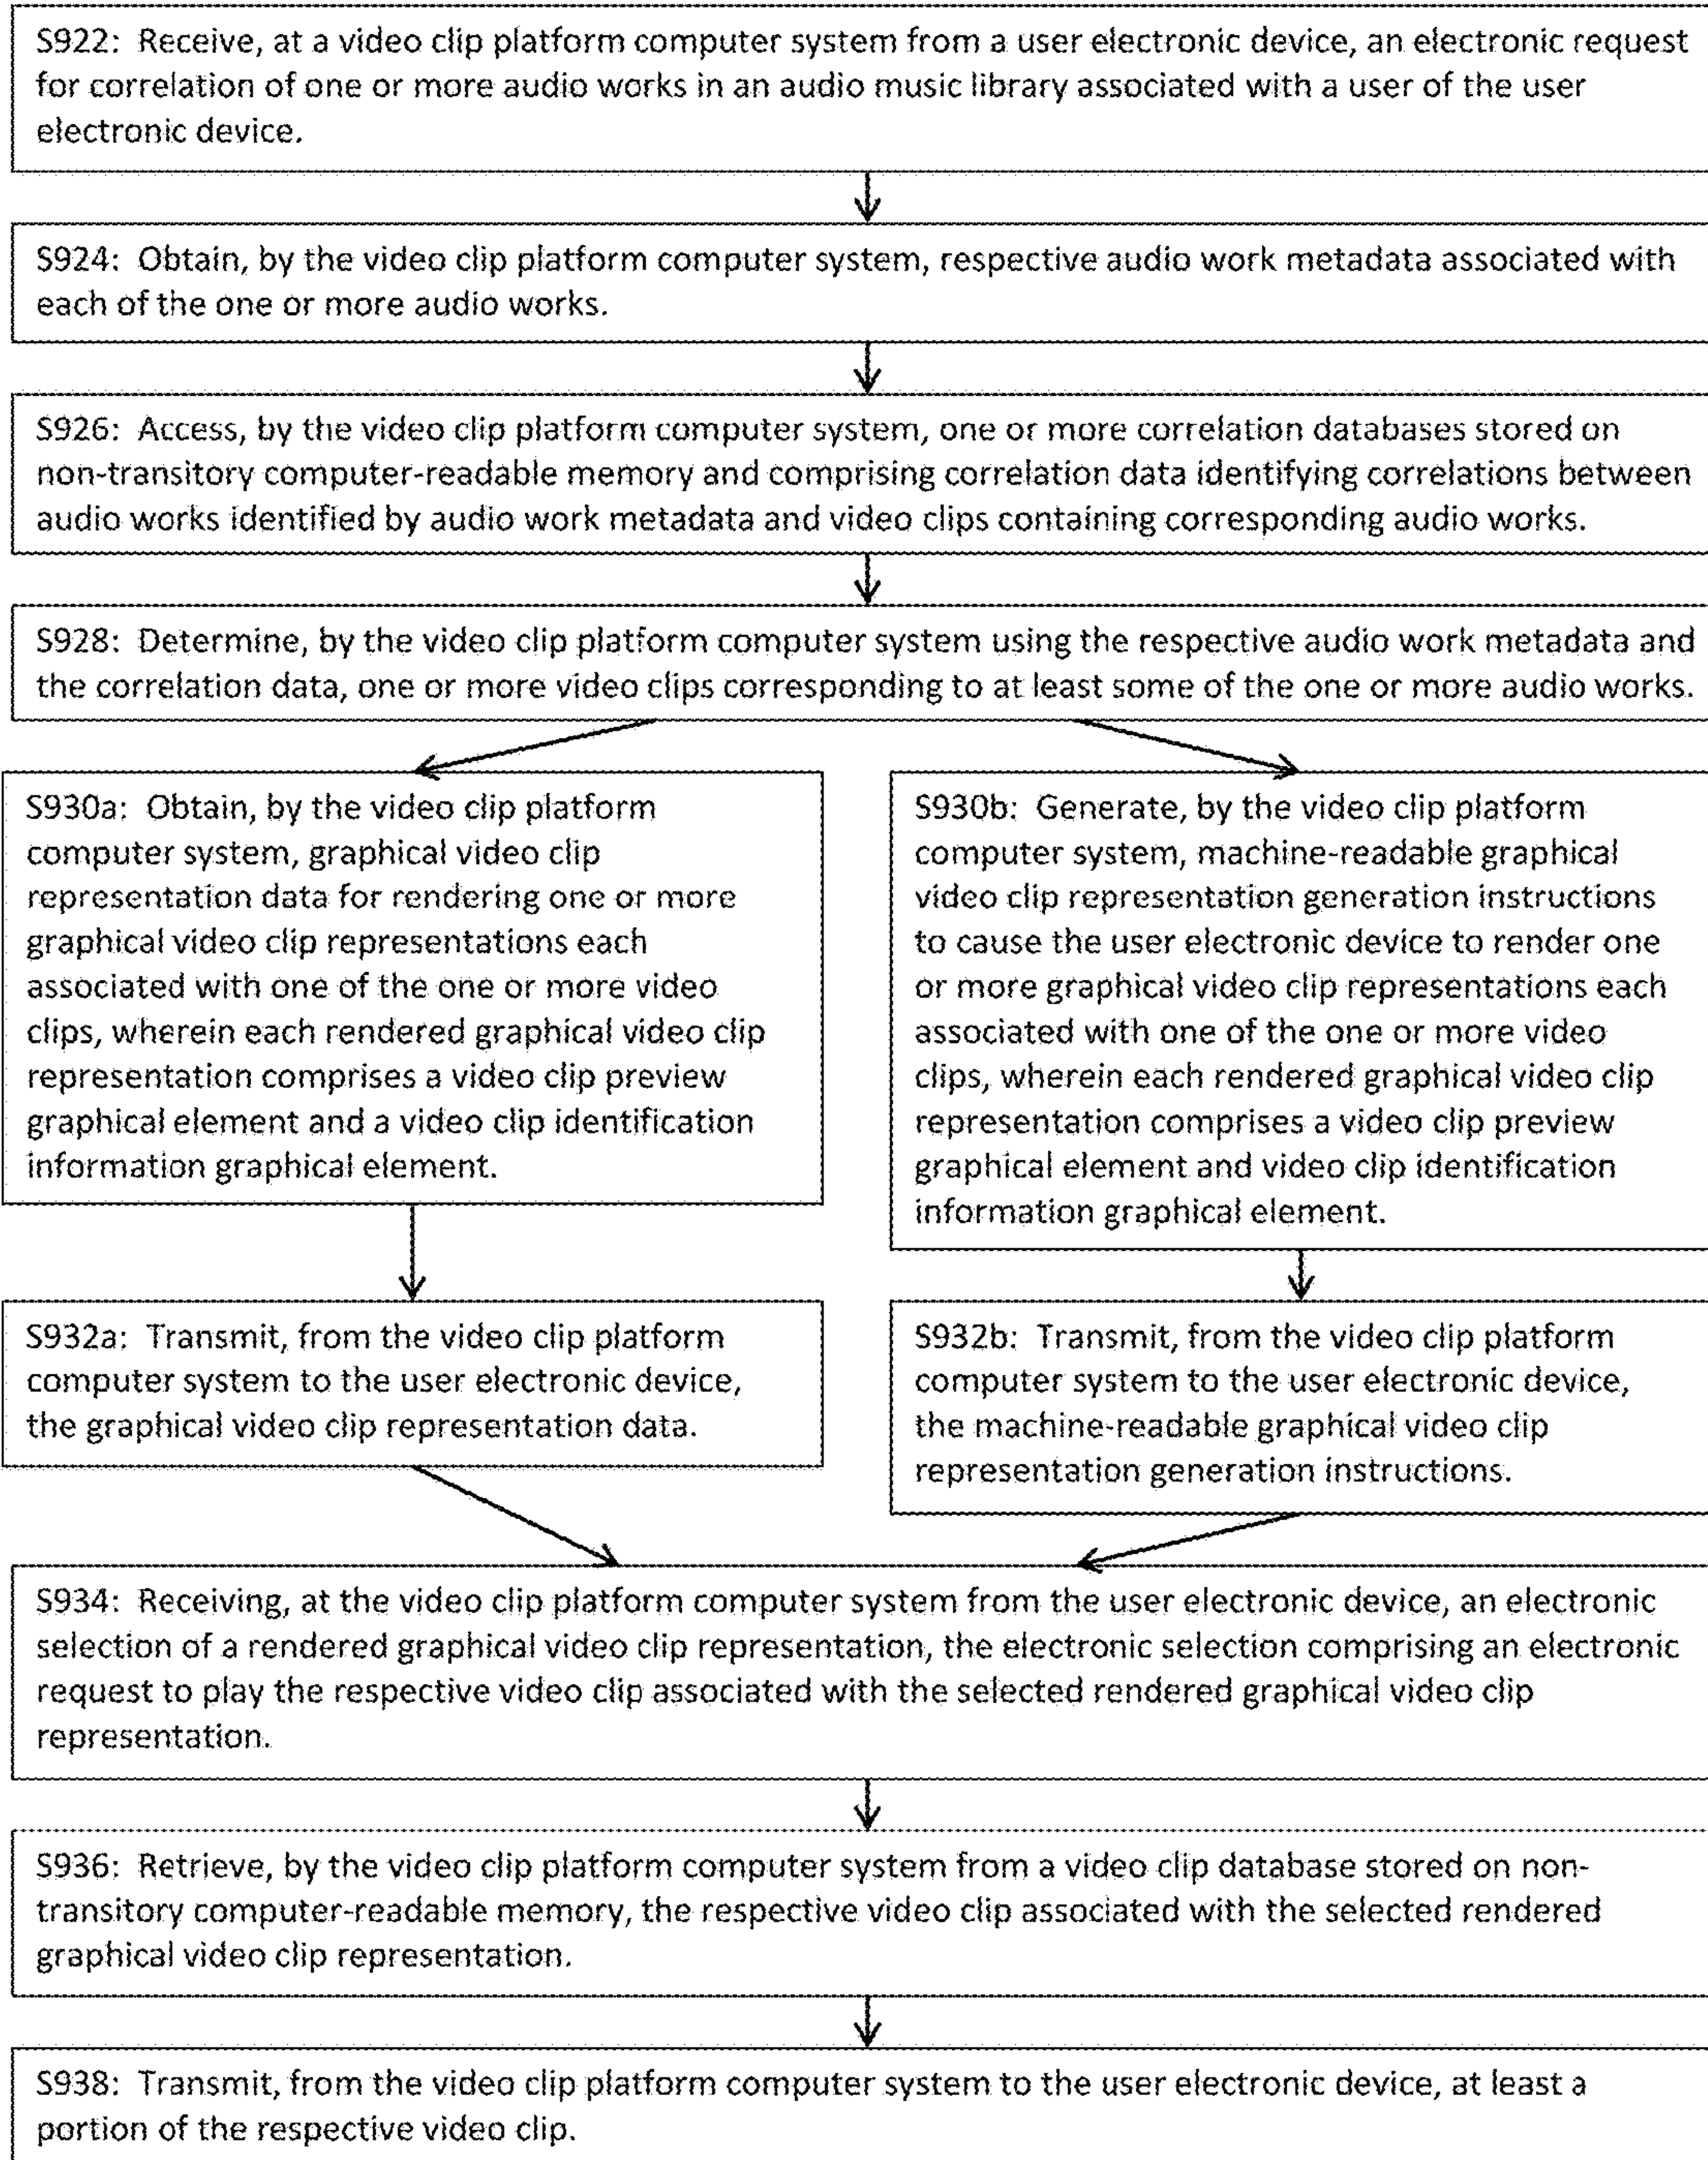 S922: Receive, at a video clip platform computer system from a user electronic device, an electronic request
for correlation of one or more audio works in an audio music library associated with a user of the user
electronic device.
S924: Obtain, by the video clip platform computer system, respective audio work metadata associated with
each of the one or more audio works.
S926: Access, by the video clip platform computer system, one or more correlation databases stored on
non-transitory computer-readable memory and comprising correlation data identifying correlations between
audio works identified by audio work metadata and video clips containing corresponding audio works.
S928: Determine, by the video clip platform computer system using the respective audio work metadata and
the correlation data, one or more video clips corresponding to at least some of the one or more audio works.
S930a: Obtain, by the video clip platform
computer system, graphical video clip
representation data for rendering one or more
graphical video clip representations each
associated with one of the one or more video
clips, wherein each rendered graphical video clip
representation comprises a video clip preview
graphical element and a video clip identification
information graphical element.
S930b: Generate, by the video clip platform
computer system, machine-readable graphical
video clip representation generation instructions
to cause the user electronic device to render one
or more graphical video clip representations each
associated with one of the one or more video
clips, wherein each rendered graphical video clip
representation comprises a video clip preview
graphical element and video clip identification
information graphical element.
S932a: Transmit, from the video clip platform
computer system to the user electronic device,
the graphical video clip representation data.
S932b: Transmit, from the video clip platform
computer system to the user electronic device,
the machine-readable graphical video clip
representation generation instructions.
S934: Receiving, at the video clip platform computer system from the user electronic device, an electronic
selection of a rendered graphical video clip representation, the electronic selection comprising an electronic
request to play the respective video clip associated with the selected rendered graphical video clip
representation.
S936: Retrieve, by the video clip platform computer system from a video clip database stored on non-
transitory computer-readable memory, the respective video clip associated with the selected rendered
graphical video clip representation.
S938: Transmit, from the video clip platform computer system to the user electronic device, at least a
portion of the respective video clip.